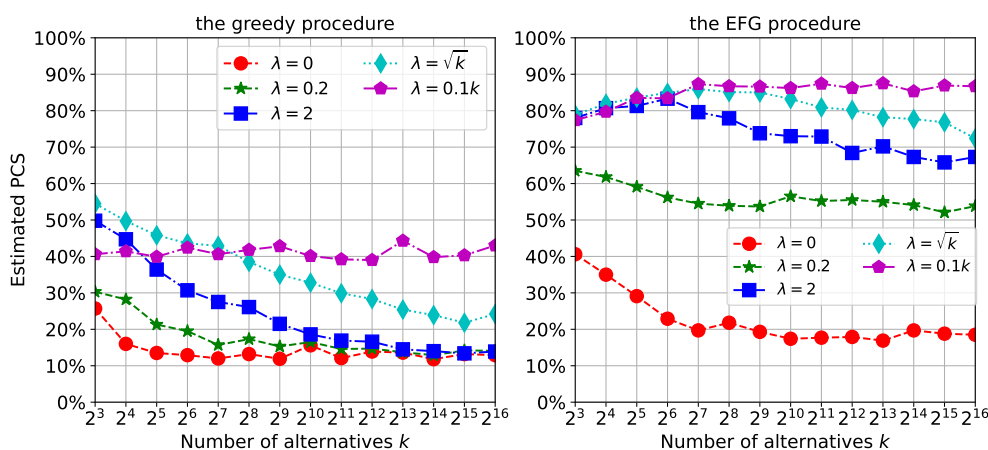 the greedy procedure
100%
90%
80%
70%
60%
50%
40%
30%
20%
10%
0%
Estimated PCS
λ = 0
λ = 0.2
λ = 2
λ = √k
λ = 0.1k
2^3 2^4 2^5 2^6 2^7 2^8 2^9 2^10 2^11 2^12 2^13 2^14 2^15 2^16
Number of alternatives k
the EFG procedure
100%
90%
80%
70%
60%
50%
40%
30%
20%
10%
0%
λ = 0
λ = 0.2
λ = 2
λ = √k
λ = 0.1k
2^3 2^4 2^5 2^6 2^7 2^8 2^9 2^10 2^11 2^12 2^13 2^14 2^15 2^16
Number of alternatives k